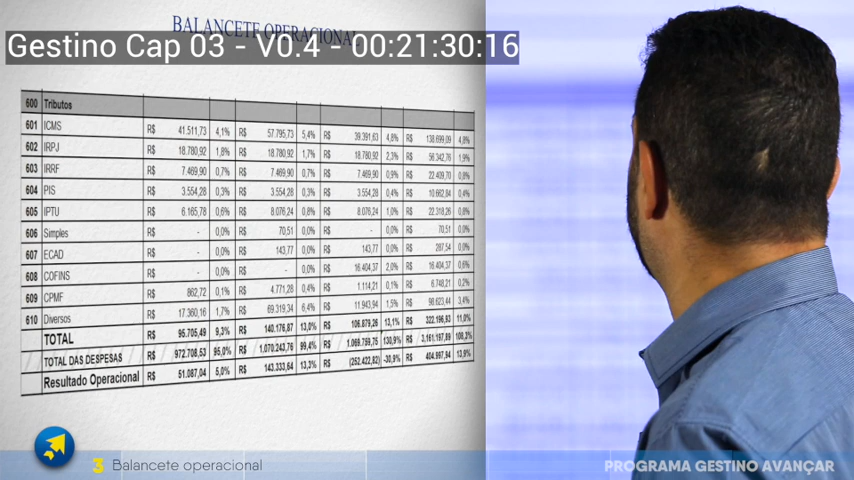 BALANCETE OPERACIONAL
Gestino Cap 03 - V0.4 - 00:21:30:16
600 Tributos
601 ICMS R$ 41.511,73 4,1% R$ 57.795,73 5,4% R$ 39.391,63 4,8% R$ 138.699,09 4,8%
602 IRPJ R$ 18.780,92 1,8% R$ 18.780,92 1,7% R$ 18.780,92 2,3% R$ 56.342,76 1,9%
603 IRRF R$ 7.469,90 0,7% R$ 7.469,90 0,7% R$ 7.469,90 0,9% R$ 22.409,70 0,8%
604 PIS R$ 3.554,28 0,3% R$ 3.554,28 0,3% R$ 3.554,28 0,4% R$ 10.662,84 0,4%
605 IPTU R$ 6.165,78 0,6% R$ 8.076,24 0,8% R$ 8.076,24 1,0% R$ 22.318,26 0,8%
606 Simples R$ - 0,0% R$ 70,51 0,0% R$ - 0,0% R$ 70,51 0,0%
607 ECAD R$ - 0,0% R$ 143,77 0,0% R$ 143,77 0,0% R$ 287,54 0,0%
608 COFINS R$ - 0,0% R$ - 0,0% R$ 16.404,37 2,0% R$ 16.404,37 0,6%
609 CPMF R$ 862,72 0,1% R$ 4.771,28 0,4% R$ 1.114,21 0,1% R$ 6.748,21 0,2%
610 Diversos R$ 17.360,16 1,7% R$ 69.319,34 6,4% R$ 11.943,94 1,5% R$ 98.623,44 3,4%
TOTAL R$ 95.705,49 9,3% R$ 140.176,87 13,0% R$ 106.879,26 13,1% R$ 322.196,93 11,0%
TOTAL DAS DESPESAS R$ 972.708,53 95,0% R$ 1.070.243,76 99,4% R$ 1.069.759,75 130,9% R$ 3.161.197,89 108,3%
Resultado Operacional R$ 51.087,04 5,0% R$ 143.333,64 13,3% R$ (252.422,82) -30,9% R$ 404.997,94 13,9%
3 Balancete operacional
PROGRAMA GESTINO AVANÇAR